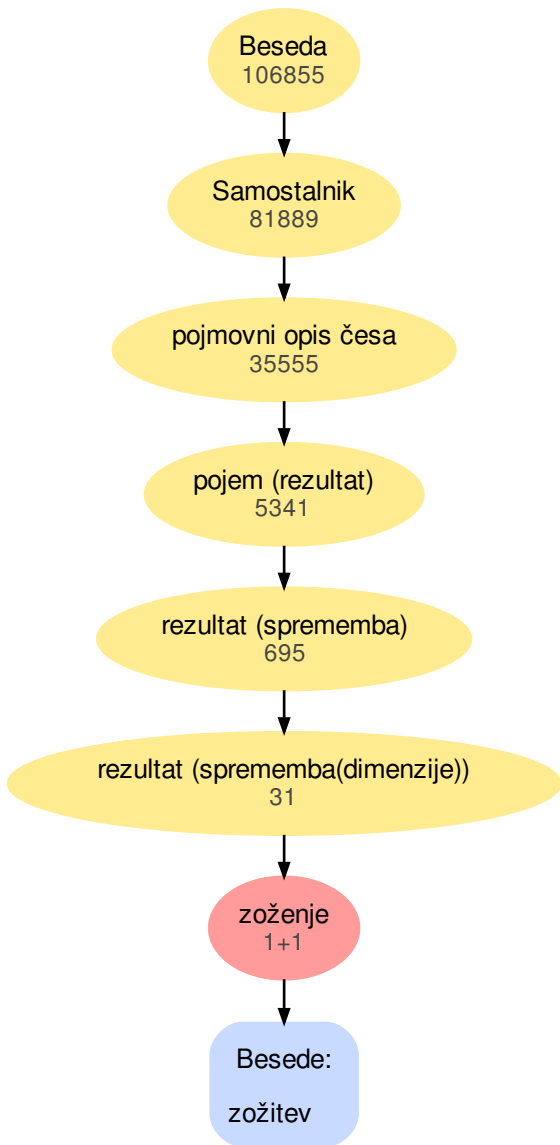 Beseda
106855
Samostalnik
81889
pojmovni opis česa
35555
pojem (rezultat)
5341
rezultat (sprememba)
695
rezultat (sprememba(dimenzije))
31
zoženje
1+1
Besede:
zožitev